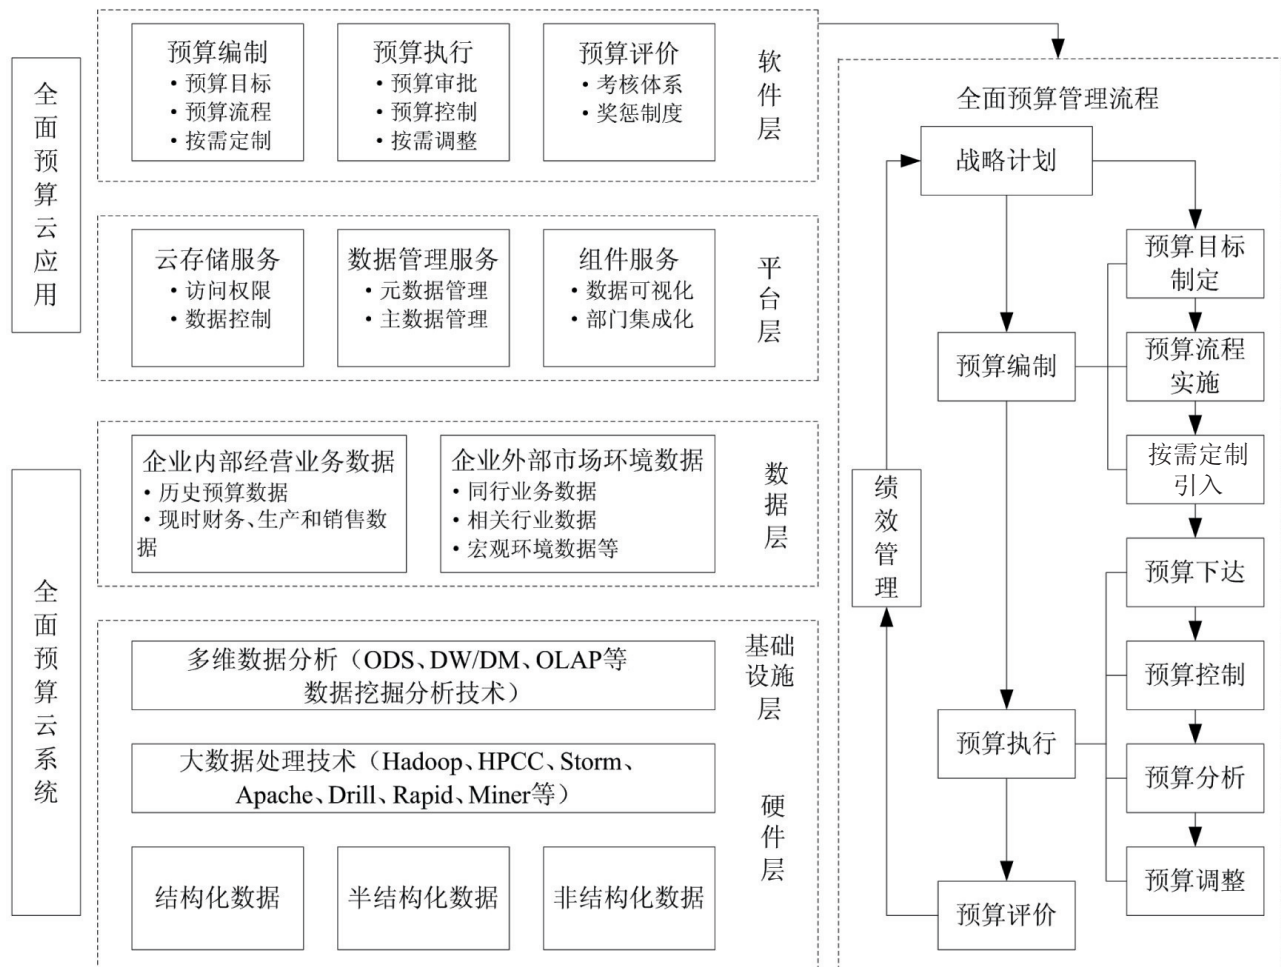 全面预算云应用
预算编制
·预算目标
·预算流程
·按需定制
预算执行
·预算审批
·预算控制
·按需调整
预算评价
·考核体系
·奖惩制度
软件层
云存储服务
·访问权限
·数据控制
数据管理服务
·元数据管理
·主数据管理
组件服务
·数据可视化
·部门集成化
平台层
全面预算云系统
企业内部经营业务数据
·历史预算数据
·现时财务、生产和销售数
据
企业外部市场环境数据
·同行业务数据
·相关行业数据
·宏观环境数据等
数据层
多维数据分析（ODS、DW/DM、OLAP等
数据挖掘分析技术）
基础
设施
层
大数据处理技术（Hadoop、HPCC、Storm、
Apache、Drill、Rapid、Miner等）
硬件层
结构化数据
半结构化数据
非结构化数据
全面预算管理流程
战略计划
预算目标
制定
预算编制
预算流程
实施
按需定制
引入
绩效管理
预算下达
预算控制
预算执行
预算分析
预算调整
预算评价